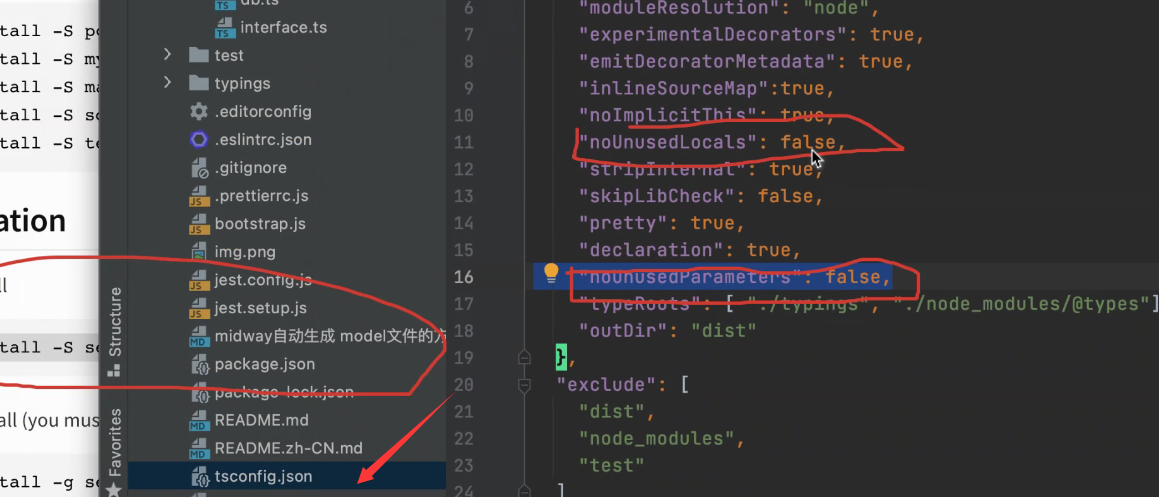 tall -S
tall -S
tall -S
tall -S
tall -S
ation
ll
tall -S se
all (you mus
tall -g se
Structure
Favorites
db.ts
interface.ts
test
typings
.editorconfig
.eslintrc.json
.gitignore
.prettierrc.js
bootstrap.js
img.png
jest.config.js
jest.setup.js
midway自动生成 model文件的方
package.json
package-lock.json
README.md
README.zh-CN.md
tsconfig.json
6 "moduleResolution": "node",
7 "experimentalDecorators": true,
8 "emitDecoratorMetadata": true,
9 "inlineSourceMap":true,
10 "noImplicitThis": true,
11 "noUnusedLocals": false,
12 "stripInternal": true,
13 "skipLibCheck": false,
14 "pretty": true,
15 "declaration": true,
16 "noUnusedParameters": false,
17 "typeRoots": [ "./typings", "./node_modules/@types"]
18 "outDir": "dist"
19 },
20 "exclude": [
21 "dist",
22 "node_modules",
23 "test"
24 ]